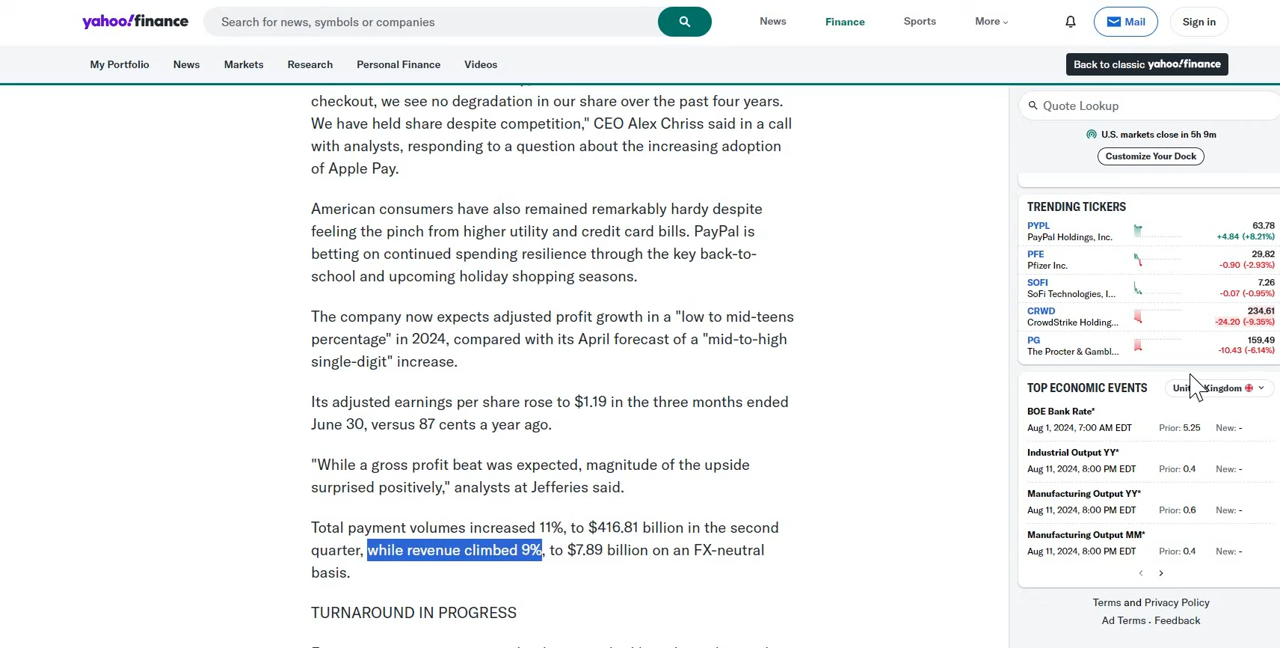 yahoo!finance
Search for news, symbols or companies
News
Finance
Sports
More
Mail
Sign in
My Portfolio
News
Markets
Research
Personal Finance
Videos
Back to classic yahoo!finance
checkout, we see no degradation in our share over the past four years.
We have held share despite competition," CEO Alex Chriss said in a call
with analysts, responding to a question about the increasing adoption
of Apple Pay.
American consumers have also remained remarkably hardy despite
feeling the pinch from higher utility and credit card bills. PayPal is
betting on continued spending resilience through the key back-to-
school and upcoming holiday shopping seasons.
The company now expects adjusted profit growth in a "low to mid-teens
percentage" in 2024, compared with its April forecast of a "mid-to-high
single-digit" increase.
Its adjusted earnings per share rose to $1.19 in the three months ended
June 30, versus 87 cents a year ago.
"While a gross profit beat was expected, magnitude of the upside
surprised positively," analysts at Jefferies said.
Total payment volumes increased 11%, to $416.81 billion in the second
quarter, while revenue climbed 9%, to $7.89 billion on an FX-neutral
basis.
TURNAROUND IN PROGRESS
Quote Lookup
U.S. markets close in 5h 9m
Customize Your Dock
TRENDING TICKERS
PYPL 63.78
PayPal Holdings, Inc. +4.84 (+8.21%)
PFE 29.82
Pfizer Inc. -0.90 (-2.93%)
SOFI 7.26
SoFi Technologies, I... -0.07 (-0.95%)
CRWD 234.61
CrowdStrike Holding... -24.20 (-9.35%)
PG 159.49
The Procter & Gambl... -10.43 (-6.14%)
TOP ECONOMIC EVENTS
Kingdom
BOE Bank Rate*
Aug 1, 2024, 7:00 AM EDT Prior: 5.25 New: -
Industrial Output YY*
Aug 11, 2024, 8:00 PM EDT Prior: 0.4 New: -
Manufacturing Output YY*
Aug 11, 2024, 8:00 PM EDT Prior: 0.6 New: -
Manufacturing Output MM*
Aug 11, 2024, 8:00 PM EDT Prior: 0.4 New: -
Terms and Privacy Policy
Ad Terms . Feedback